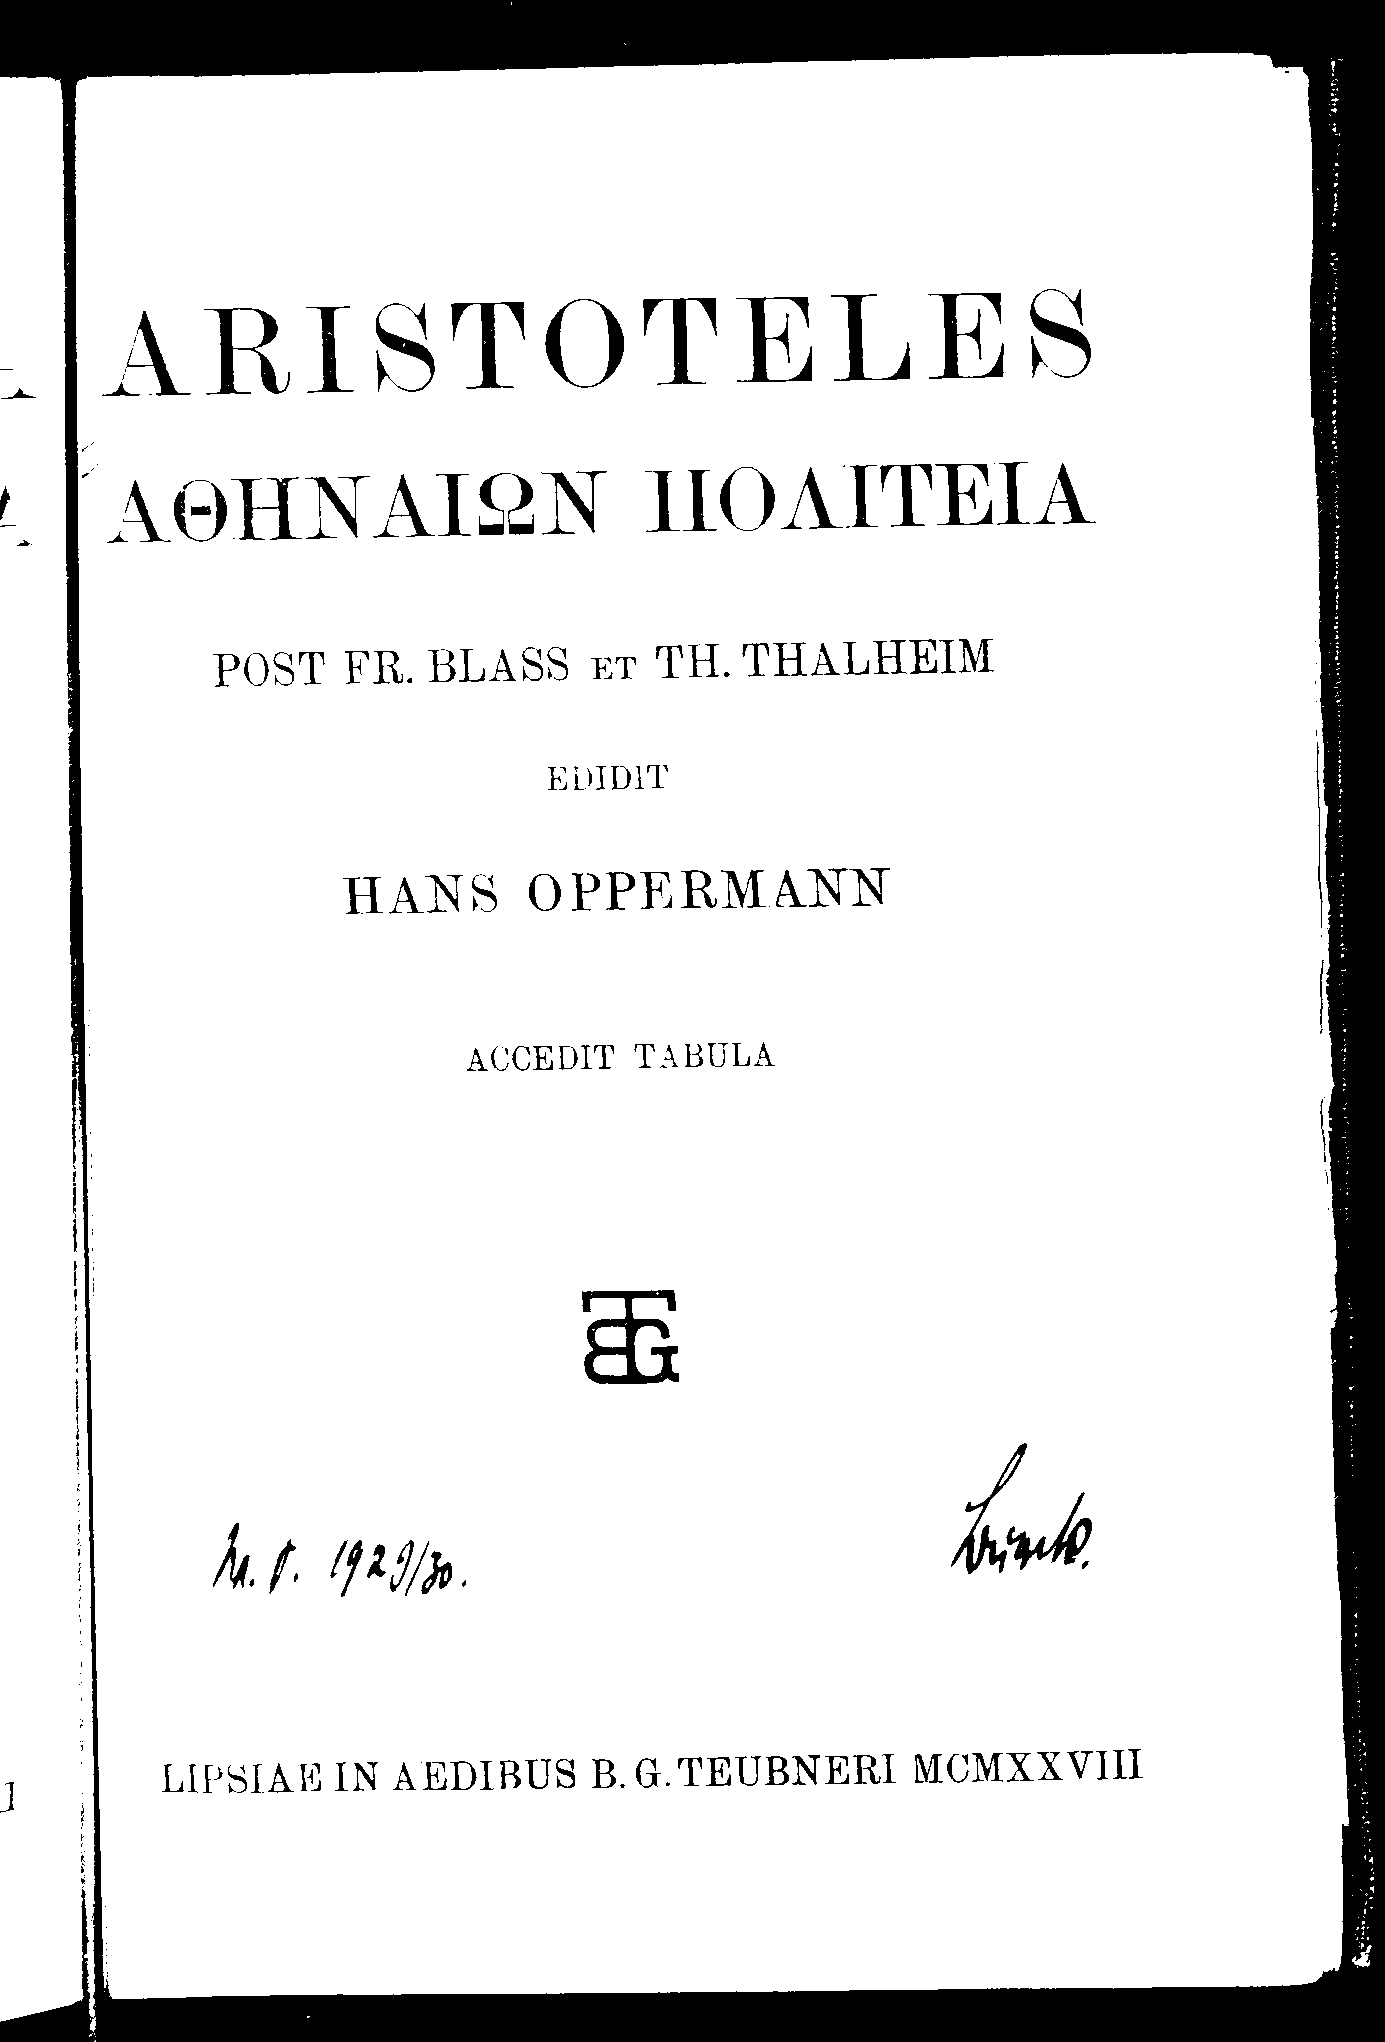 ARISTOTELES
ΑΘΗΝΑΙΩΝ ΠΟΛΙΤΕΙΑ
POST FR. BLASS ET TH. THALHEIM
EDIDIT
HANS OPPERMANN
ACCEDIT TABULA
BTG
1929/30.
LIPSIAE IN AEDIBUS B. G. TEUBNERI MCMXXVIII